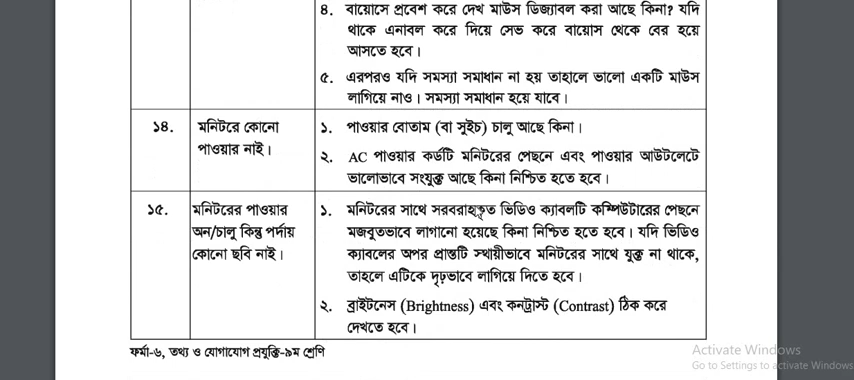 ৪. বায়োসে প্রবেশ করে দেখ মাউস ডিজ্যাবল করা আছে কিনা? যদি
থাকে এনাবল করে দিয়ে সেভ করে বায়োস থেকে বের হয়ে
আসতে হবে।
৫. এরপরও যদি সমস্যা সমাধান না হয় তাহলে ভালো একটি মাউস
লাগিয়ে নাও। সমস্যা সমাধান হয়ে যাবে।
১৪. মনিটরে কোনো
পাওয়ার নাই।
১. পাওয়ার বোতাম (বা সুইচ) চালু আছে কিনা।
২. AC পাওয়ার কর্ডটি মনিটরের পেছনে এবং পাওয়ার আউটলেটে
ভালোভাবে সংযুক্ত আছে কিনা নিশ্চিত হতে হবে।
১৫. মনিটরের পাওয়ার
অন/চালু কিন্তু পর্দায়
কোনো ছবি নাই।
১. মনিটরের সাথে সরবরাহকৃত ভিডিও ক্যাবলটি কম্পিউটারের পেছনে
মজবুতভাবে লাগানো হয়েছে কিনা নিশ্চিত হতে হবে। যদি ভিডিও
ক্যাবলের অপর প্রান্তটি স্থায়ীভাবে মনিটরের সাথে যুক্ত না থাকে,
তাহলে এটিকে দৃঢ়ভাবে লাগিয়ে দিতে হবে।
২. ব্রাইটনেস (Brightness) এবং কনট্রাস্ট (Contrast) ঠিক করে
দেখতে হবে।
ফর্মা-৬, তথ্য ও যোগাযোগ প্রযুক্তি-৯ম শ্রেণি
Activate Windows
Go to Settings to activate Windows